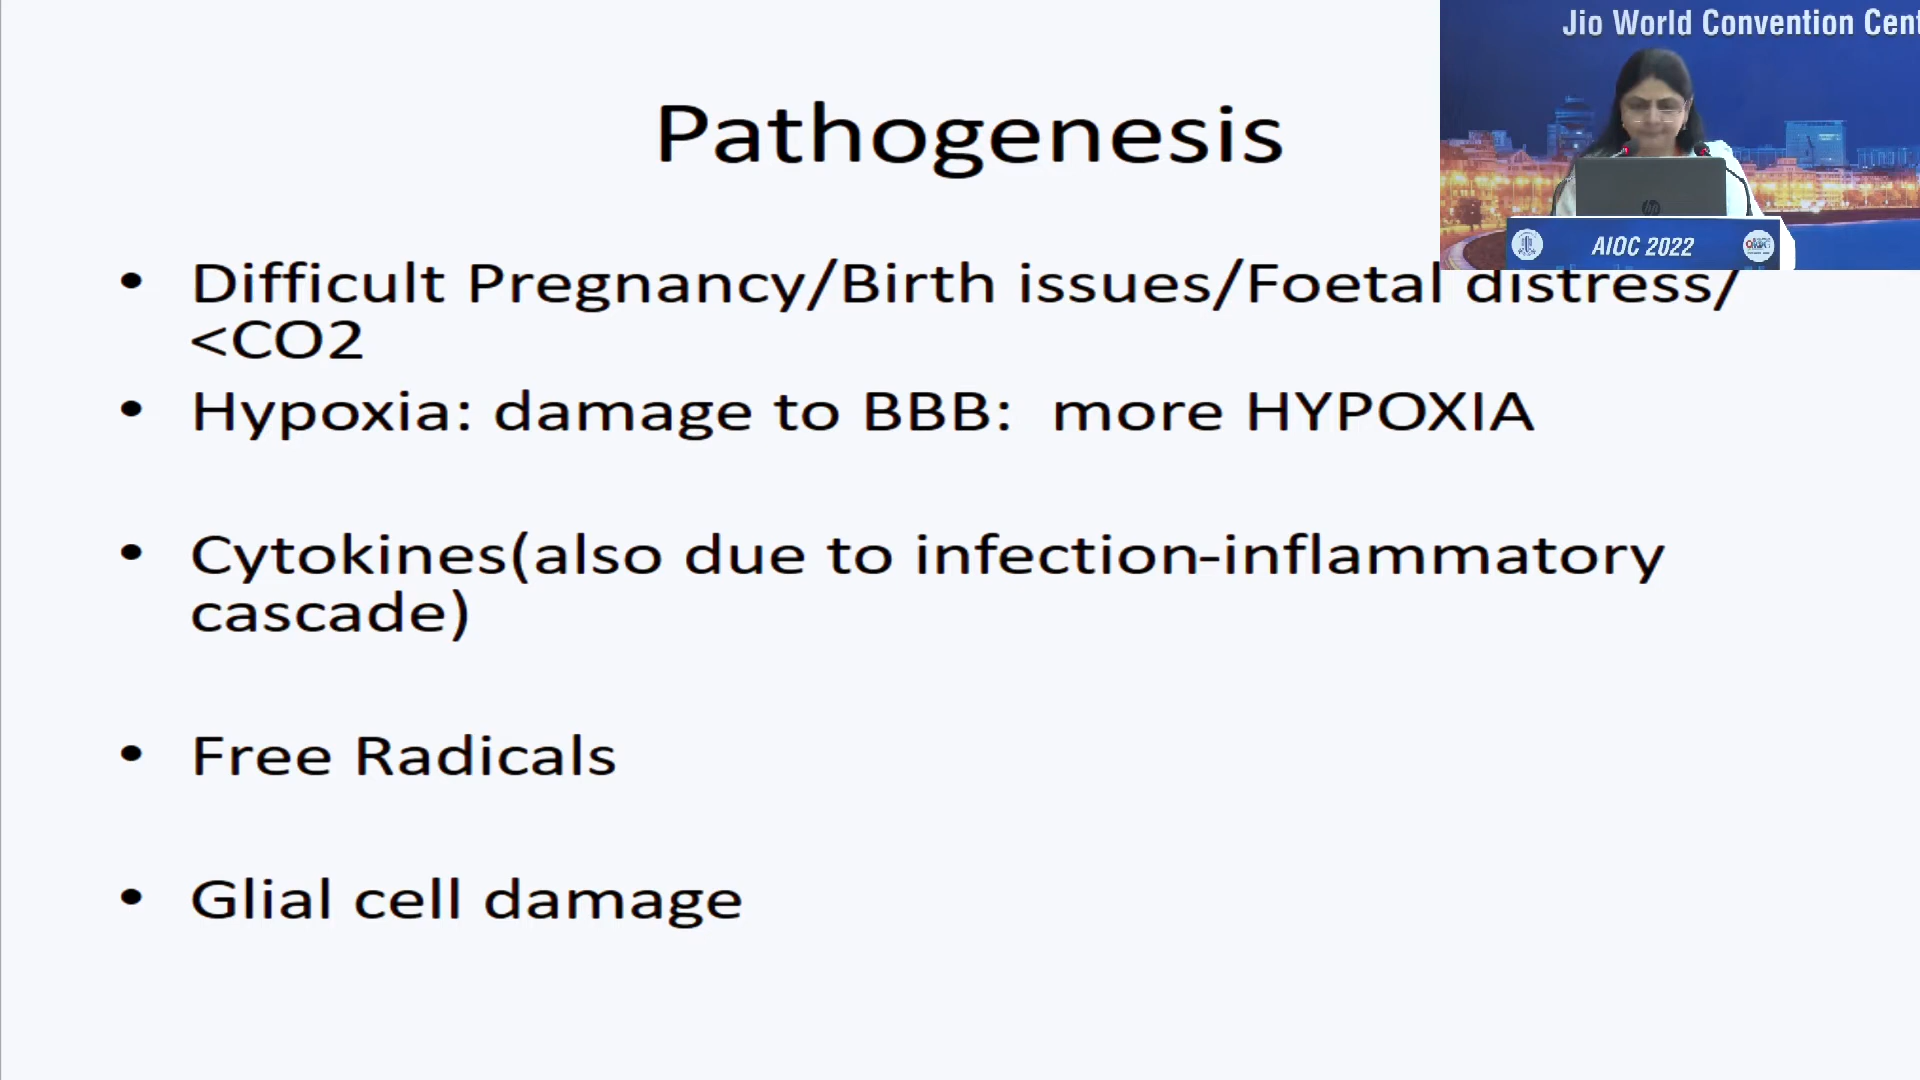 Jio World Convention Cent
Pathogenesis
AIOC 2022
• Difficult Pregnancy/Birth issues/Foetal distress/
<CO2
• Hypoxia: damage to BBB:  more HYPOXIA
• Cytokines(also due to infection-inflammatory
cascade)
• Free Radicals
• Glial cell damage
hp